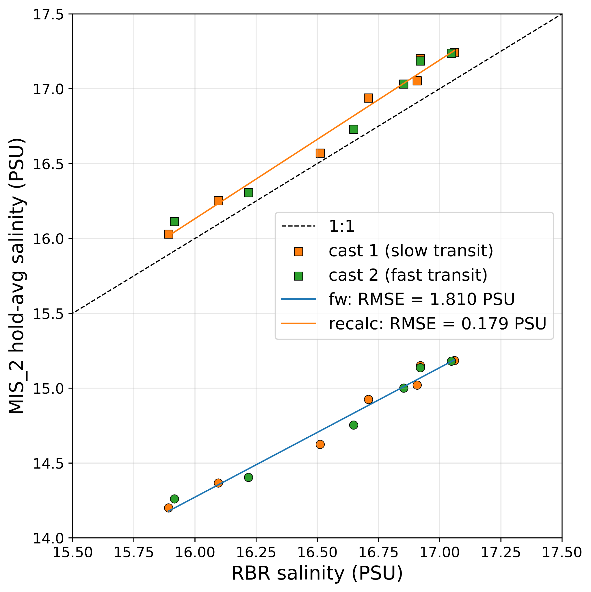 17.5
17.0
16.5
16.0
15.5
15.0
14.5
14.0
MIS_2 hold-avg salinity (PSU)
1:1
cast 1 (slow transit)
cast 2 (fast transit)
fw: RMSE = 1.810 PSU
recalc: RMSE = 0.179 PSU
15.50 15.75 16.00 16.25 16.50 16.75 17.00 17.25 17.50
RBR salinity (PSU)